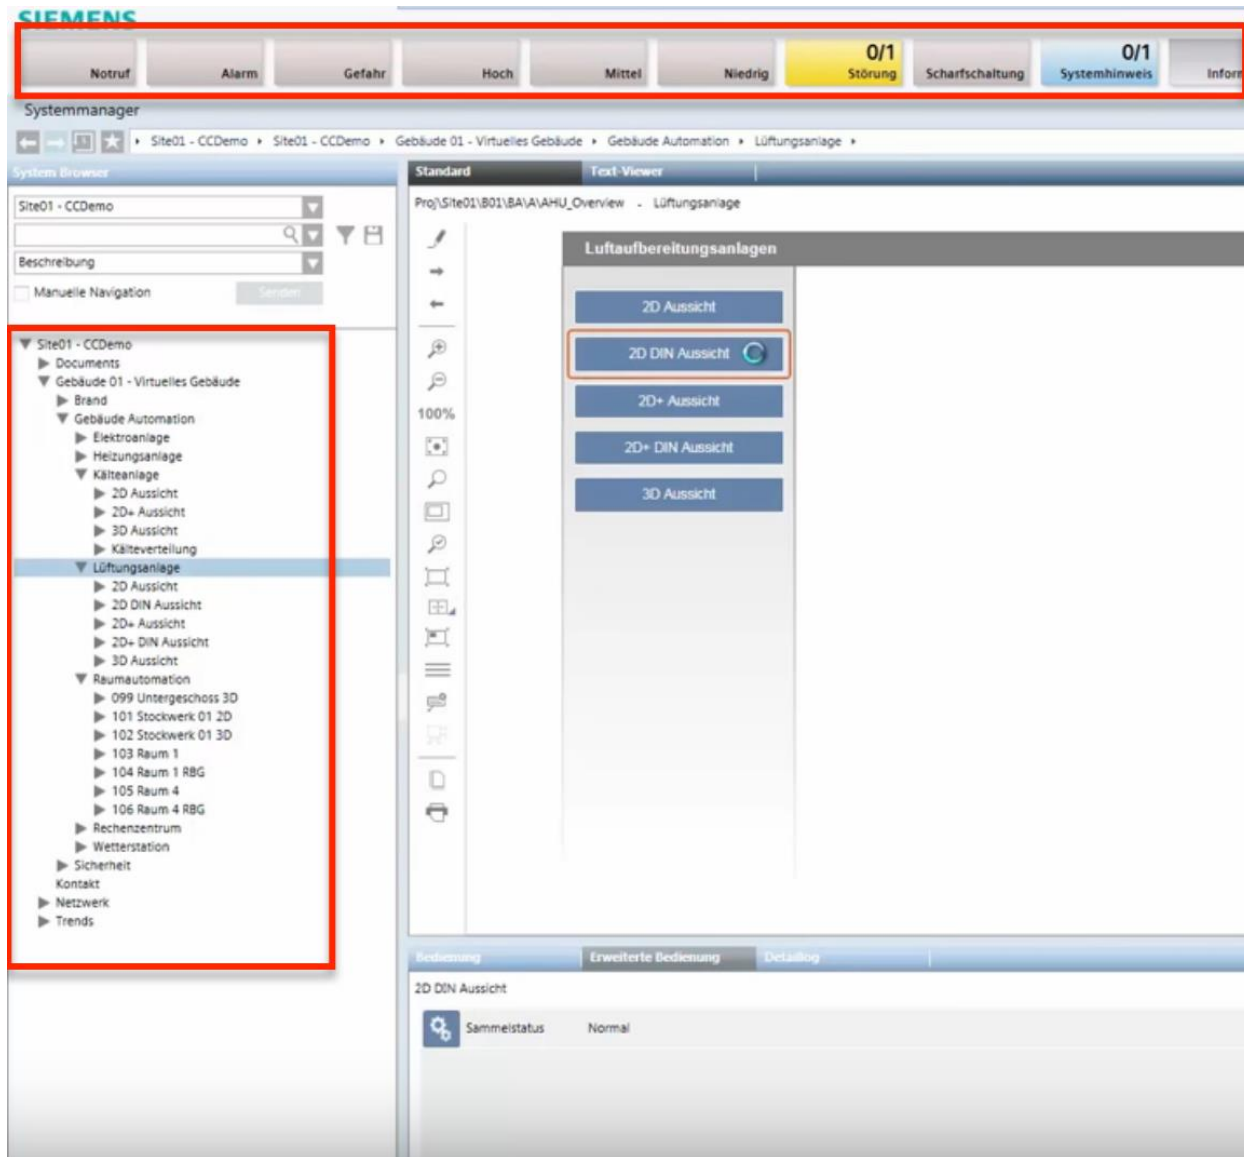 SIEMENS
0/1 0/1
Notruf Alarm Gefahr Hoch Mittel Niedrig Störung Scharfschaltung Systemhinweis Inforn
Systemmanager
Site01 - CCDemo Site01 - CCDemo Gebäude 01 - Virtuelles Gebäude Gebäude Automation Lüftungsanlage
System Browser
Site01 - CCDemo
Beschreibung
Manuelle Navigation Senden
Site01 - CCDemo
Documents
Gebäude 01 - Virtuelles Gebäude
Brand
Gebäude Automation
Elektroanlage
Heizungsanlage
Kälteanlage
2D Aussicht
2D+ Aussicht
3D Aussicht
Kälteverteilung
Lüftungsanlage
2D Aussicht
2D DIN Aussicht
2D+ Aussicht
2D+ DIN Aussicht
3D Aussicht
Raumautomation
099 Untergeschoss 3D
101 Stockwerk 01 2D
102 Stockwerk 01 3D
103 Raum 1
104 Raum 1 RBG
105 Raum 4
106 Raum 4 RBG
Rechenzentrum
Wetterstation
Sicherheit
Kontakt
Netzwerk
Trends
Standard Text-Viewer
Proj\Site01\B01\BA\A\AHU_Overview - Lüftungsanlage
100%
Luftaufbereitungsanlagen
2D Aussicht
2D DIN Aussicht
2D+ Aussicht
2D+ DIN Aussicht
3D Aussicht
Bedienung Erweiterte Bedienung Detaillog
2D DIN Aussicht
Sammelstatus Normal